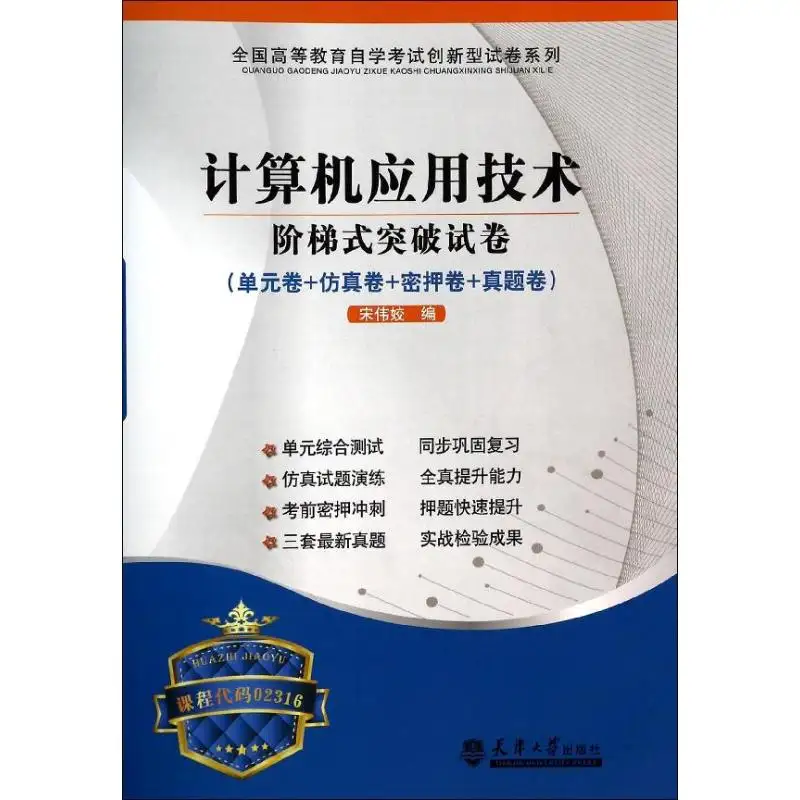 全国高等教育自学考试创新型试卷系列
QUANGUO GAODENG JIAOYU ZIXUE KAOSHI CHUANGXINXING SHIJUAN XILIE
计算机应用技术
阶梯式突破试卷
(单元卷+仿真卷+密押卷+真题卷)
宋伟姣 编
单元综合测试 同步巩固复习
仿真试题演练 全真提升能力
考前密押冲刺 押题快速提升
三套最新真题 实战检验成果
HUAZHI JIAOYU
课程代码02316
天津大学出版社
TIANJIN UNIVERSITY PRESS